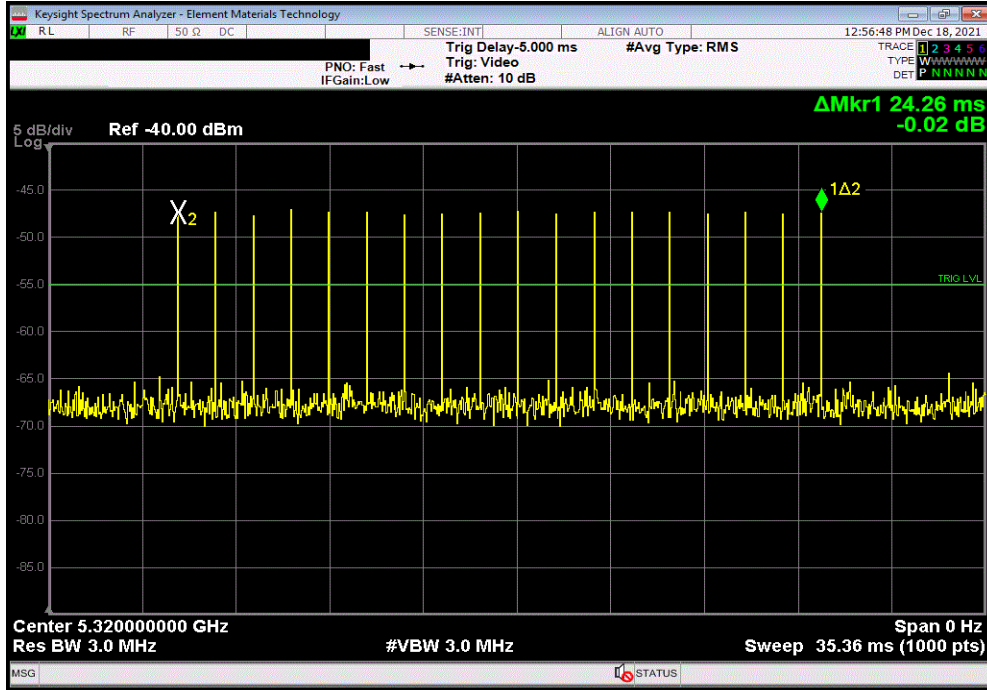 Keysight Spectrum Analyzer - Element Materials Technology
LXI RL RF 50 Ω DC SENSE:INT ALIGN AUTO 12:56:48 PM Dec 18, 2021
Trig Delay-5.000 ms #Avg Type: RMS TRACE 1 2 3 4 5 6
PNO: Fast Trig: Video TYPE WWWWWW
IFGain:Low #Atten: 10 dB DET P N N N N N
ΔMkr1 24.26 ms
-0.02 dB
5 dB/div Ref -40.00 dBm
Log
-45.0
1Δ2
X2
-50.0
-55.0
TRIG LVL
-60.0
-65.0
-70.0
-75.0
-80.0
-85.0
Center 5.320000000 GHz Span 0 Hz
Res BW 3.0 MHz #VBW 3.0 MHz Sweep 35.36 ms (1000 pts)
MSG STATUS